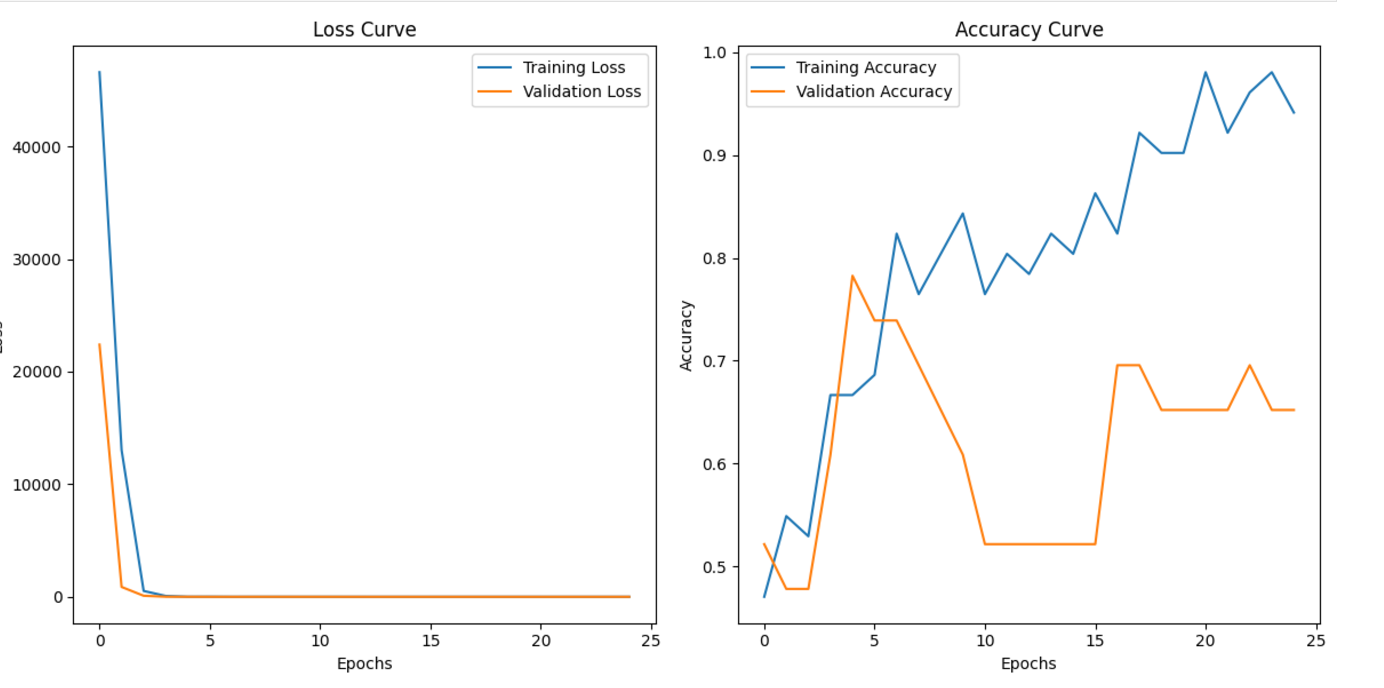 Loss Curve
Training Loss
Validation Loss
40000
30000
20000
10000
0
0 5 10 15 20 25
Epochs
Accuracy Curve
Training Accuracy
Validation Accuracy
1.0
0.9
0.8
0.7
0.6
0.5
Accuracy
0 5 10 15 20 25
Epochs